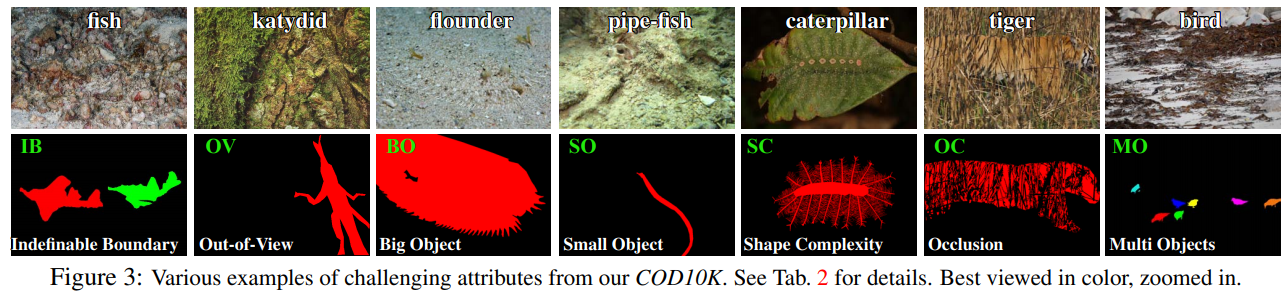 fish katydid flounder pipe-fish caterpillar tiger bird
IB OV BO SO SC OC MO
Indefinable Boundary Out-of-View Big Object Small Object Shape Complexity Occlusion Multi Objects
Figure 3: Various examples of challenging attributes from our COD10K. See Tab. 2 for details. Best viewed in color, zoomed in.